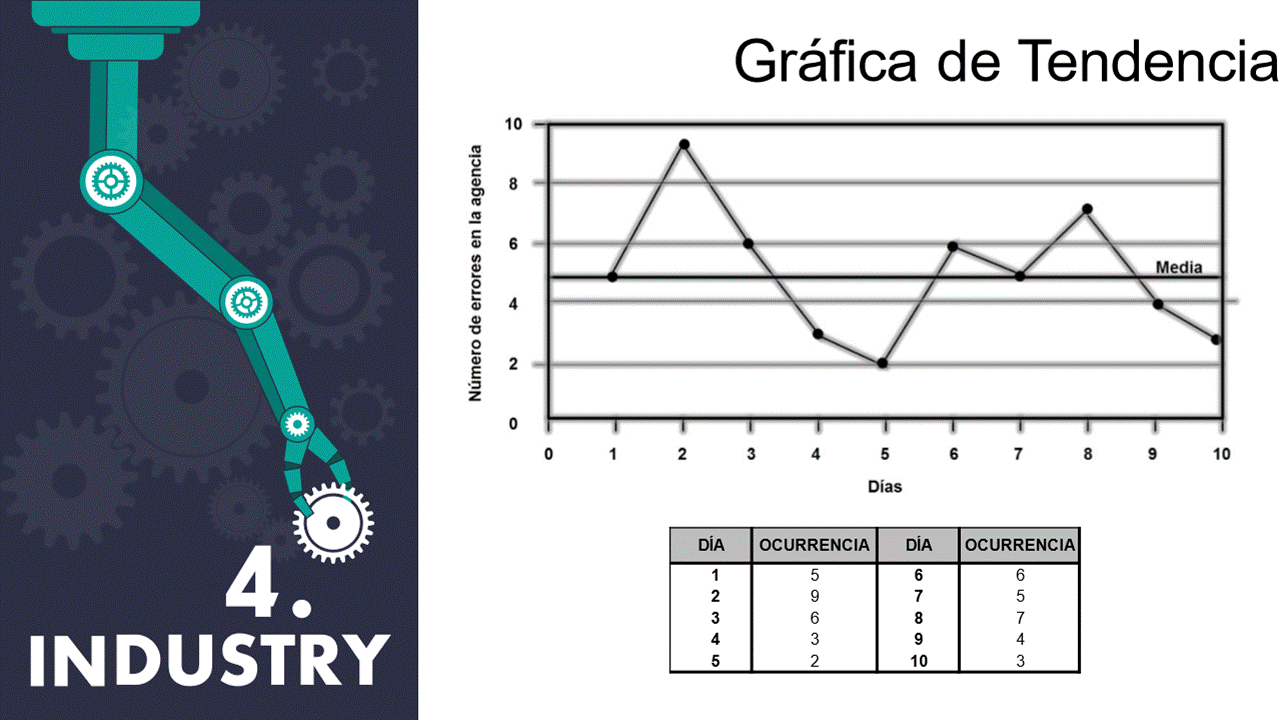 4.
INDUSTRY
Gráfica de Tendencia
Número de errores en la agencia
10
8
6
4
2
0
Media
0 1 2 3 4 5 6 7 8 9 10
Días
DÍA OCURRENCIA DÍA OCURRENCIA
1 5 6 6
2 9 7 5
3 6 8 7
4 3 9 4
5 2 10 3